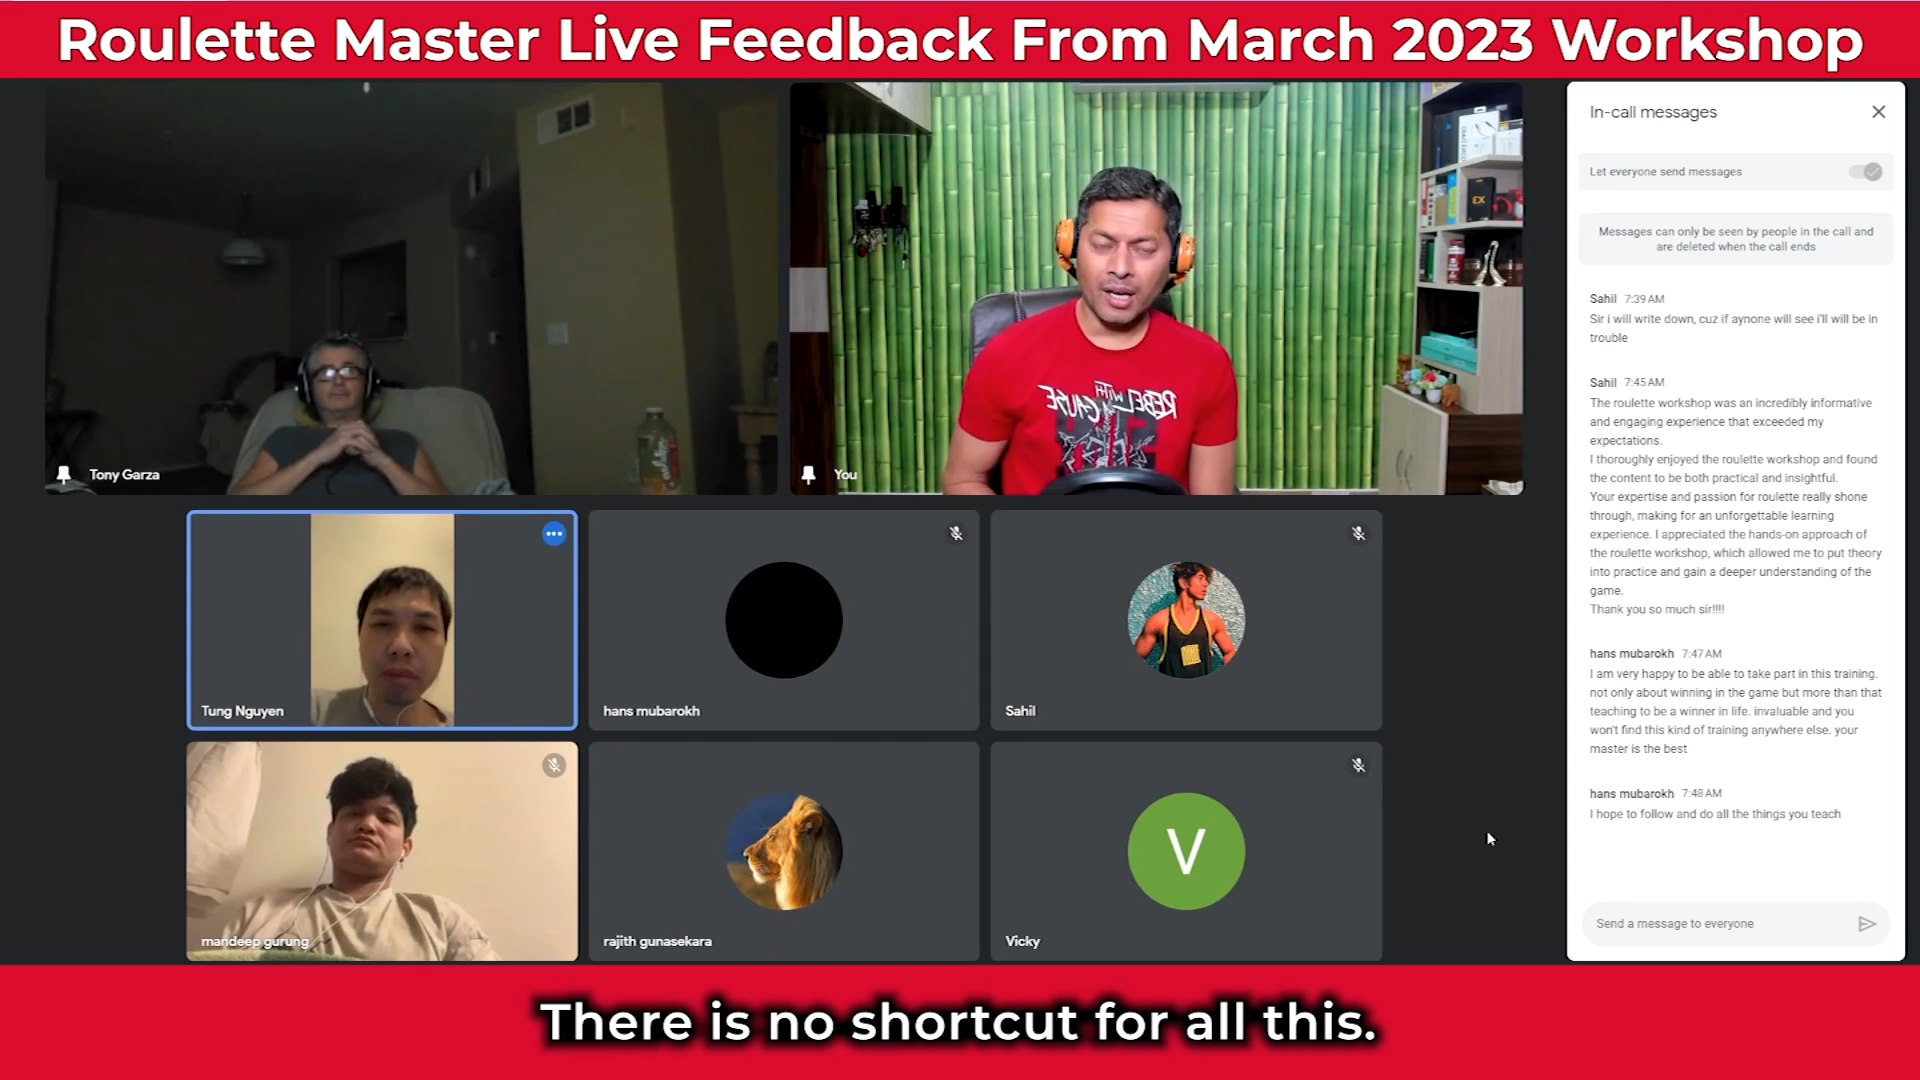 Roulette Master Live Feedback From March 2023 Workshop
Tony Garza
REBEL WITH
A CAUSE
EX
You
Tung Nguyen
hans mubarokh
Sahil
mandeep gurung
rajith gunasekara
V
Vicky
In-call messages
Let everyone send messages
Messages can only be seen by people in the call and
are deleted when the call ends
Sahil 7:39 AM
Sir i will write down, cuz if aynone will see i'll will be in
trouble
Sahil 7:45 AM
The roulette workshop was an incredibly informative
and engaging experience that exceeded my
expectations.
I thoroughly enjoyed the roulette workshop and found
the content to be both practical and insightful.
Your expertise and passion for roulette really shone
through, making for an unforgettable learning
experience. I appreciated the hands-on approach of
the roulette workshop, which allowed me to put theory
into practice and gain a deeper understanding of the
game.
Thank you so much sir!!!!
hans mubarokh 7:47 AM
I am very happy to be able to take part in this training.
not only about winning in the game but more than that
teaching to be a winner in life. invaluable and you
won't find this kind of training anywhere else. your
master is the best
hans mubarokh 7:48 AM
I hope to follow and do all the things you teach
Send a message to everyone
There is no shortcut for all this.